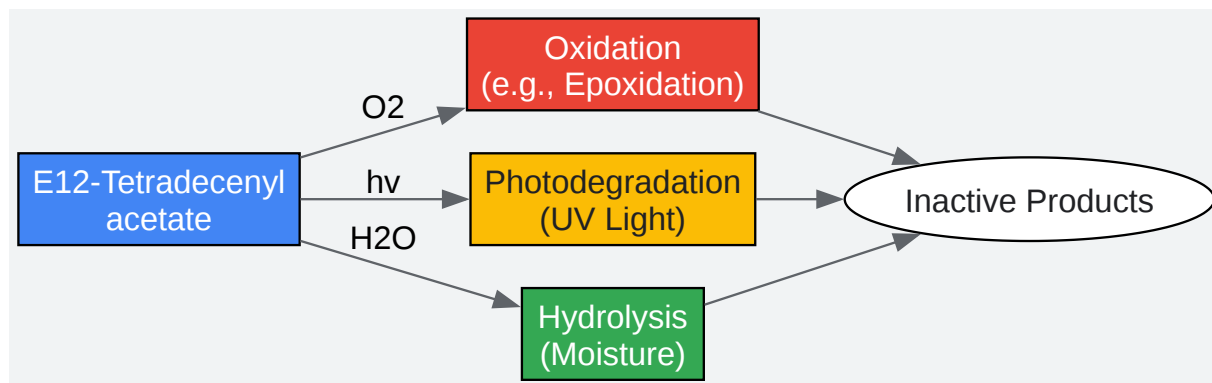 Oxidation
(e.g., Epoxidation)
O2
E12-Tetradecenyl
acetate
hv
Photodegradation
(UV Light)
Inactive Products
H2O
Hydrolysis
(Moisture)